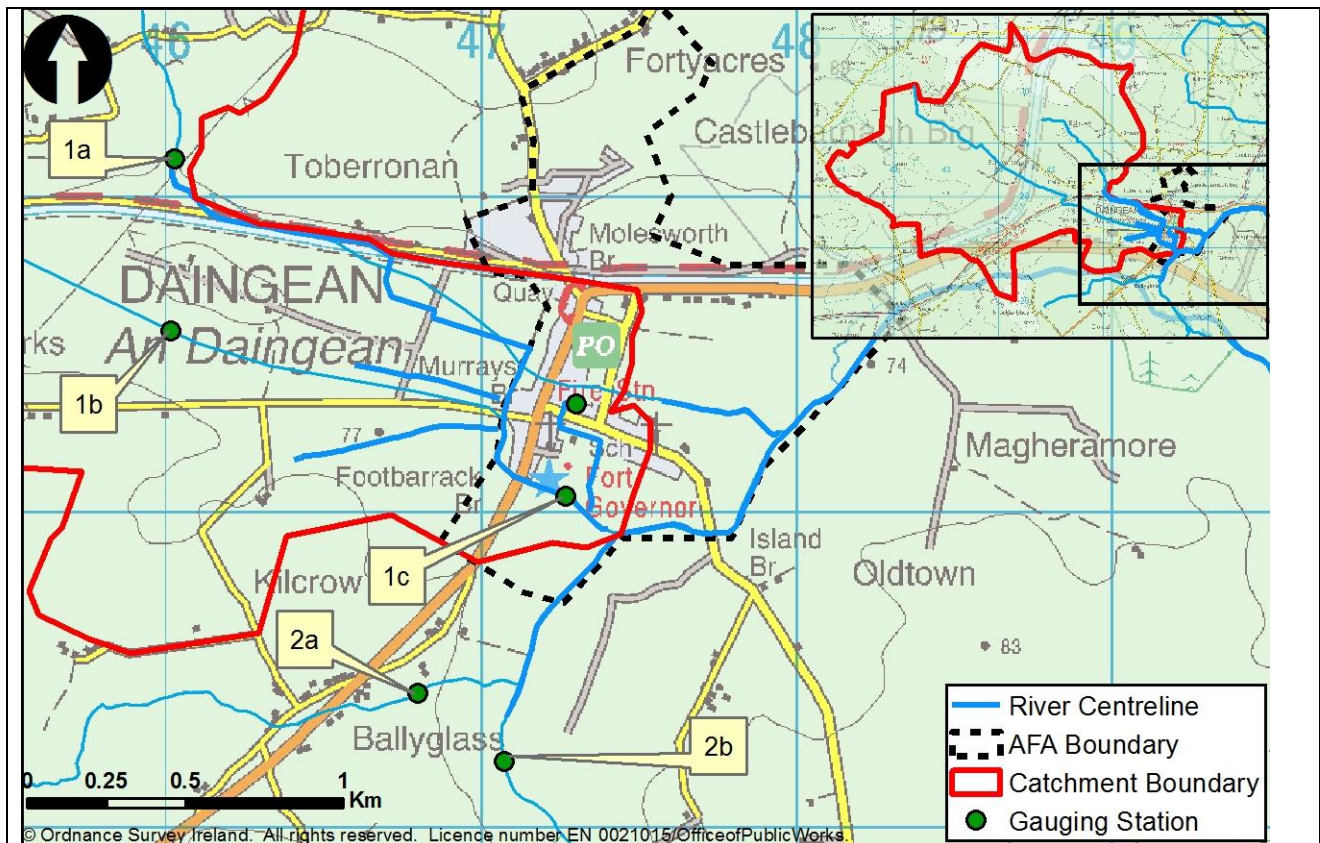 46
47
48
49
Fortyacres
89
Castlebarnagh Big
1a
Toberronan
Molesworth
Br
DAINGEAN
Quay
An Daingean
PO
rks
Murrays
Br
Fire Stn
1b
74
77
Sch
Magheramore
Footbarrack
Br
Fort
Governor
Island
Br
Kilcrow
1c
Oldtown
2a
83
Ballyglass
2b
River Centreline
AFA Boundary
Catchment Boundary
Gauging Station
0 0.25 0.5 1
Km
© Ordnance Survey Ireland. All rights reserved. Licence number EN 0021015/OfficeofPublicWorks.